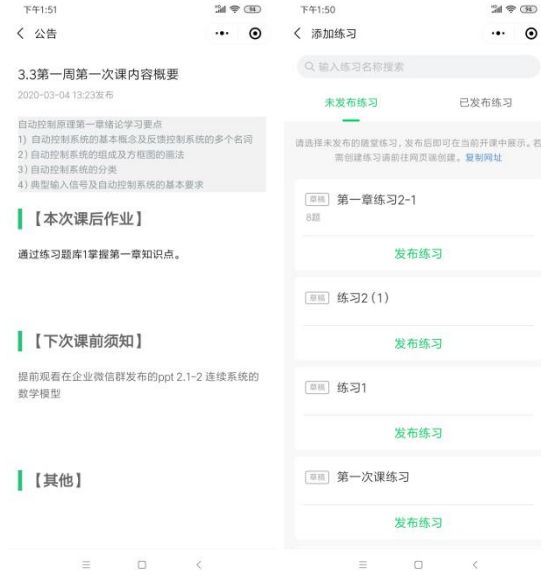 下午1:51
公告
3.3第一周第一次课内容概要
2020-03-04 13:23发布
自动控制原理第一章绪论学习要点
1) 自动控制系统的基本概念及反馈控制系统的多个名词
2) 自动控制系统的组成及方框图的画法
3) 自动控制系统的分类
4) 典型输入信号及自动控制系统的基本要求
【本次课后作业】
通过练习题库1掌握第一章知识点。
【下次课前须知】
提前观看在企业微信群发布的ppt 2.1-2 连续系统的
数学模型
【其他】
下午1:50
添加练习
输入练习名称搜索
未发布练习
已发布练习
请选择未发布的随堂练习，发布后即可在当前开课中展示。若
需创建练习请前往网页端创建。复制网址
草稿 第一章练习2-1
8题
发布练习
草稿 练习2 (1)
发布练习
草稿 练习1
发布练习
草稿 第一次课练习
发布练习